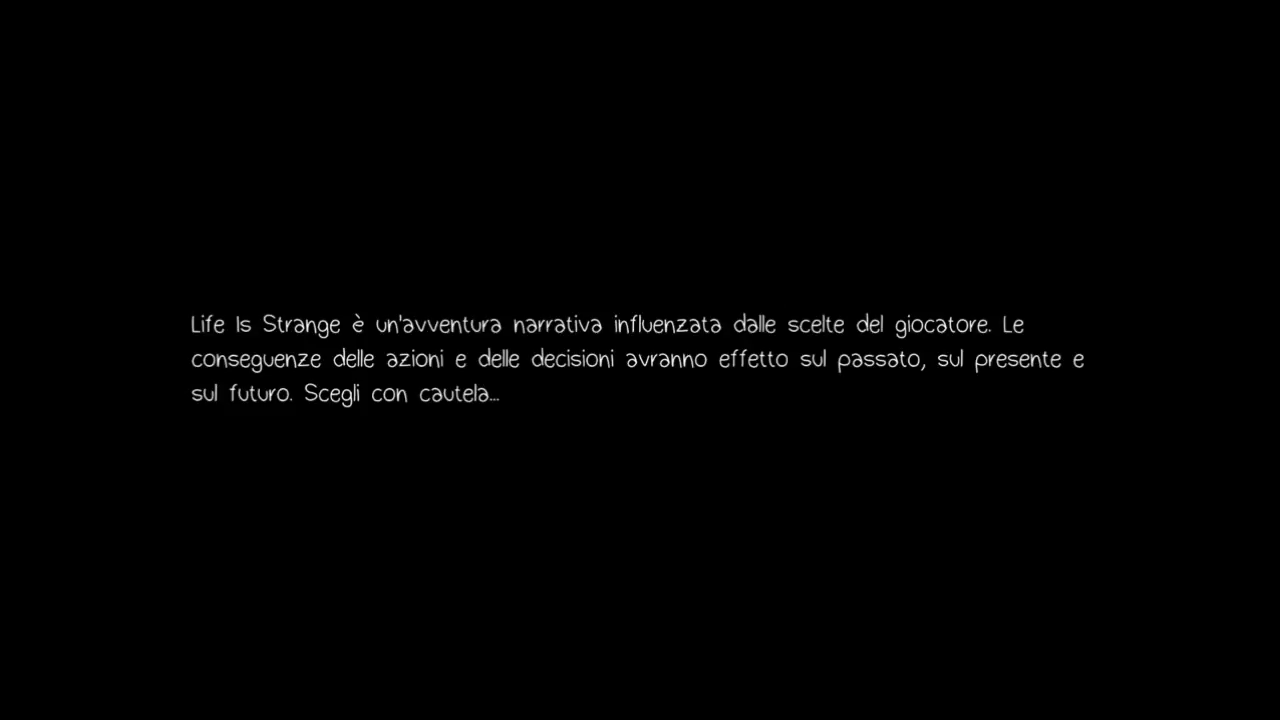 Life Is Strange è un'avventura narrativa influenzata dalle scelte del giocatore. Le
conseguenze delle azioni e delle decisioni avranno effetto sul passato, sul presente e
sul futuro. Scegli con cautela...